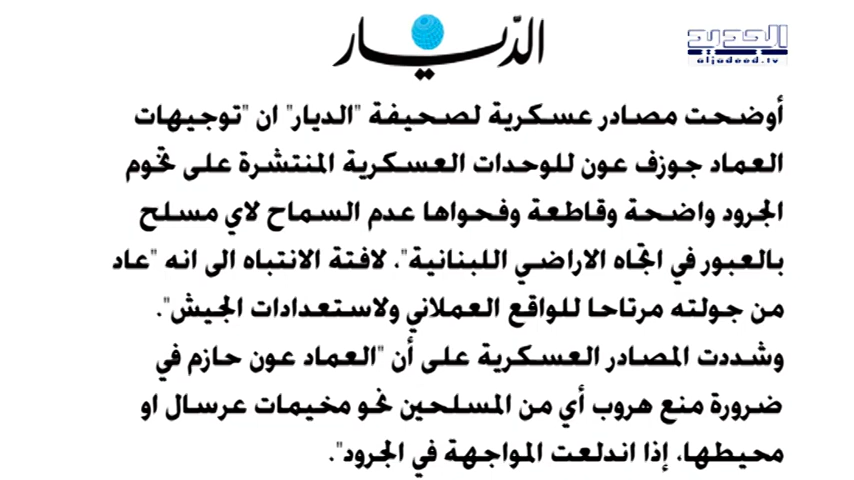 الديار
الجديد
aljadeed.tv
أوضحت مصادر عسكرية لصحيفة "الديار" ان "توجيهات
العماد جوزف عون للوحدات العسكرية المنتشرة على تخوم
الجرود واضحة وقاطعة وفحواها عدم السماح لاي مسلح
بالعبور في اتجاه الاراضي اللبنانية"، لافتة الانتباه الى انه "عاد
من جولته مرتاحا للواقع العملاني ولاستعدادات الجيش".
وشددت المصادر العسكرية على أن "العماد عون حازم في
ضرورة منع هروب أي من المسلحين نحو مخيمات عرسال او
محيطها، إذا اندلعت المواجهة في الجرود".